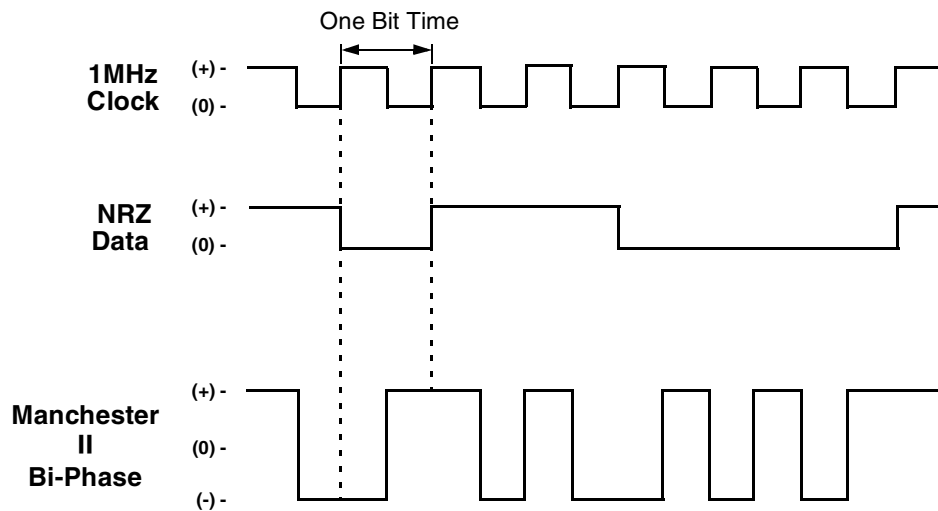 One Bit Time
1MHz
Clock
(+) -
(0) -
NRZ
Data
(+) -
(0) -
Manchester
II
Bi-Phase
(+) -
(0) -
(-) -